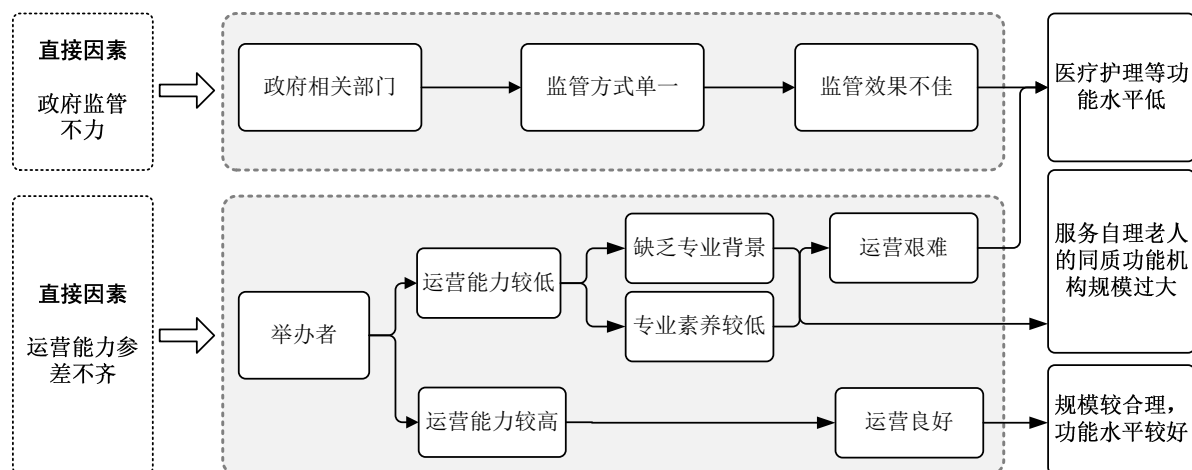 直接因素
政府监管
不力
政府相关部门
监管方式单一
监管效果不佳
医疗护理等功
能水平低
直接因素
运营能力参
差不齐
举办者
运营能力较低
缺乏专业背景
专业素养较低
运营艰难
服务自理老人
的同质功能机
构规模过大
运营能力较高
运营良好
规模较合理，
功能水平较好